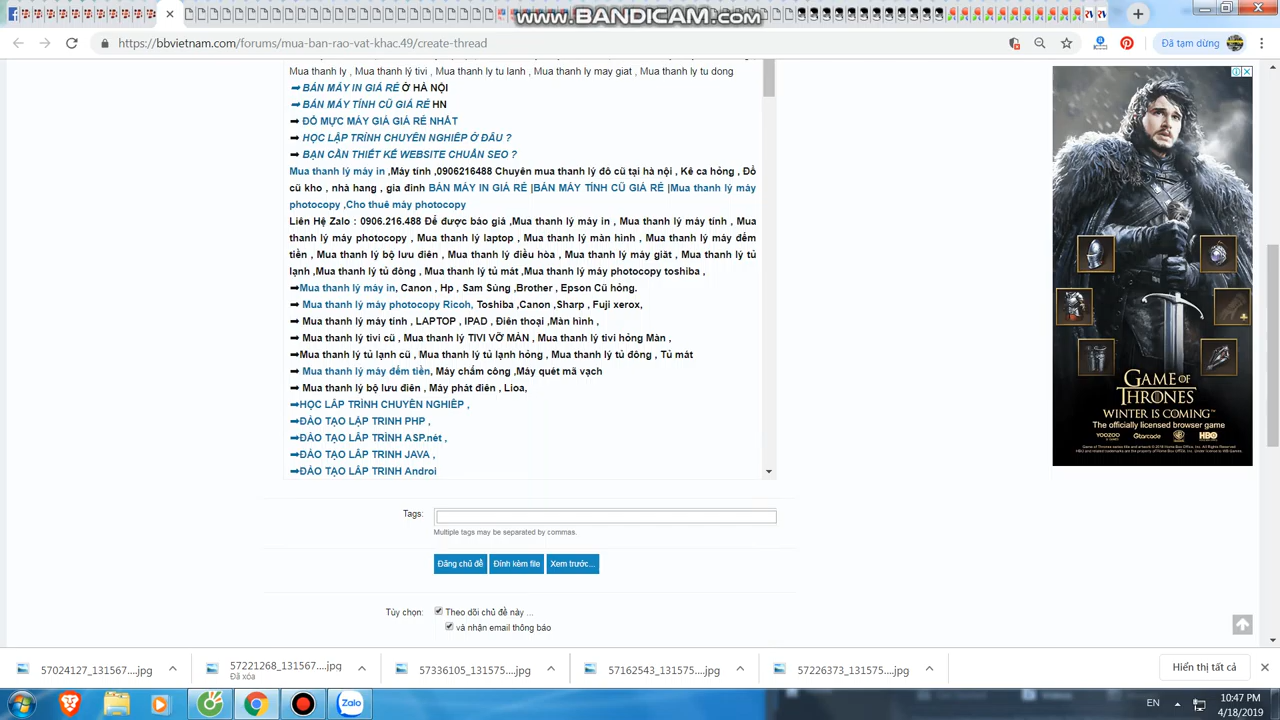 www.BANDICAM.com
https://bbvietnam.com/forums/mua-ban-rao-vat-khac.49/create-thread
Đã tạm dừng
Mua thanh ly , Mua thanh lý tivi , Mua thanh ly tu lanh , Mua thanh ly may giat , Mua thanh ly tu dong
➡ BÁN MÁY IN GIÁ RẺ Ở HÀ NỘI
➡ BÁN MÁY TÍNH CŨ GIÁ RẺ HN
➡ ĐỔ MỰC MÁY GIÁ GIÁ RẺ NHẤT
➡ HỌC LẬP TRÌNH CHUYÊN NGHIỆP Ở ĐÂU ?
➡ BẠN CẦN THIẾT KẾ WEBSITE CHUẨN SEO ?
Mua thanh lý máy in ,Máy tính ,0906216488 Chuyên mua thanh lý đồ cũ tại hà nội , Kể cả hỏng , Đồ
cũ kho , nhà hàng , gia đình BÁN MÁY IN GIÁ RẺ |BÁN MÁY TÍNH CŨ GIÁ RẺ |Mua thanh lý máy
photocopy ,Cho thuê máy photocopy
Liên Hệ Zalo : 0906.216.488 Để được báo giá ,Mua thanh lý máy in , Mua thanh lý máy tính , Mua
thanh lý máy photocopy , Mua thanh lý laptop , Mua thanh lý màn hình , Mua thanh lý máy đếm
tiền , Mua thanh lý bộ lưu điện , Mua thanh lý điều hòa , Mua thanh lý máy giặt , Mua thanh lý tủ
lạnh ,Mua thanh lý tủ đông , Mua thanh lý tủ mát ,Mua thanh lý máy photocopy toshiba ,
➡Mua thanh lý máy in, Canon , Hp , Sam Sủng ,Brother , Epson Cũ hỏng.
➡ Mua thanh lý máy photocopy Ricoh, Toshiba ,Canon ,Sharp , Fuji xerox,
➡ Mua thanh lý máy tính , LAPTOP , IPAD , Điện thoại ,Màn hình ,
➡ Mua thanh lý tivi cũ , Mua thanh lý TIVI VỠ MÀN , Mua thanh lý tivi hỏng Màn ,
➡Mua thanh lý tủ lạnh cũ , Mua thanh lý tủ lạnh hỏng , Mua thanh lý tủ đông , Tủ mát
➡ Mua thanh lý máy đếm tiền, Máy chấm công ,Máy quét mã vạch
➡ Mua thanh lý bộ lưu điện , Máy phát điện , Lioa,
➡HỌC LẬP TRÌNH CHUYÊN NGHIỆP ,
➡ĐÀO TẠO LẬP TRINH PHP ,
➡ĐÀO TẠO LẬP TRÌNH ASP.nét ,
➡ĐÀO TẠO LẬP TRINH JAVA ,
➡ĐÀO TẠO LẬP TRINH Androi
Tags:
Multiple tags may be separated by commas.
Đăng chủ đề
Đính kèm file
Xem trước...
Tùy chọn:
Theo dõi chủ đề này ...
và nhận email thông báo
GAME OF
THRONES
WINTER IS COMING™
The officially licensed browser game
YOOZOO GAMES Gtarcade WB HBO
57024127_131567....jpg
57221268_131567....jpg
Đã xóa
57336105_131575....jpg
57162543_131575....jpg
57226373_131575....jpg
Hiển thị tất cả
Zalo
EN
10:47 PM
4/18/2019